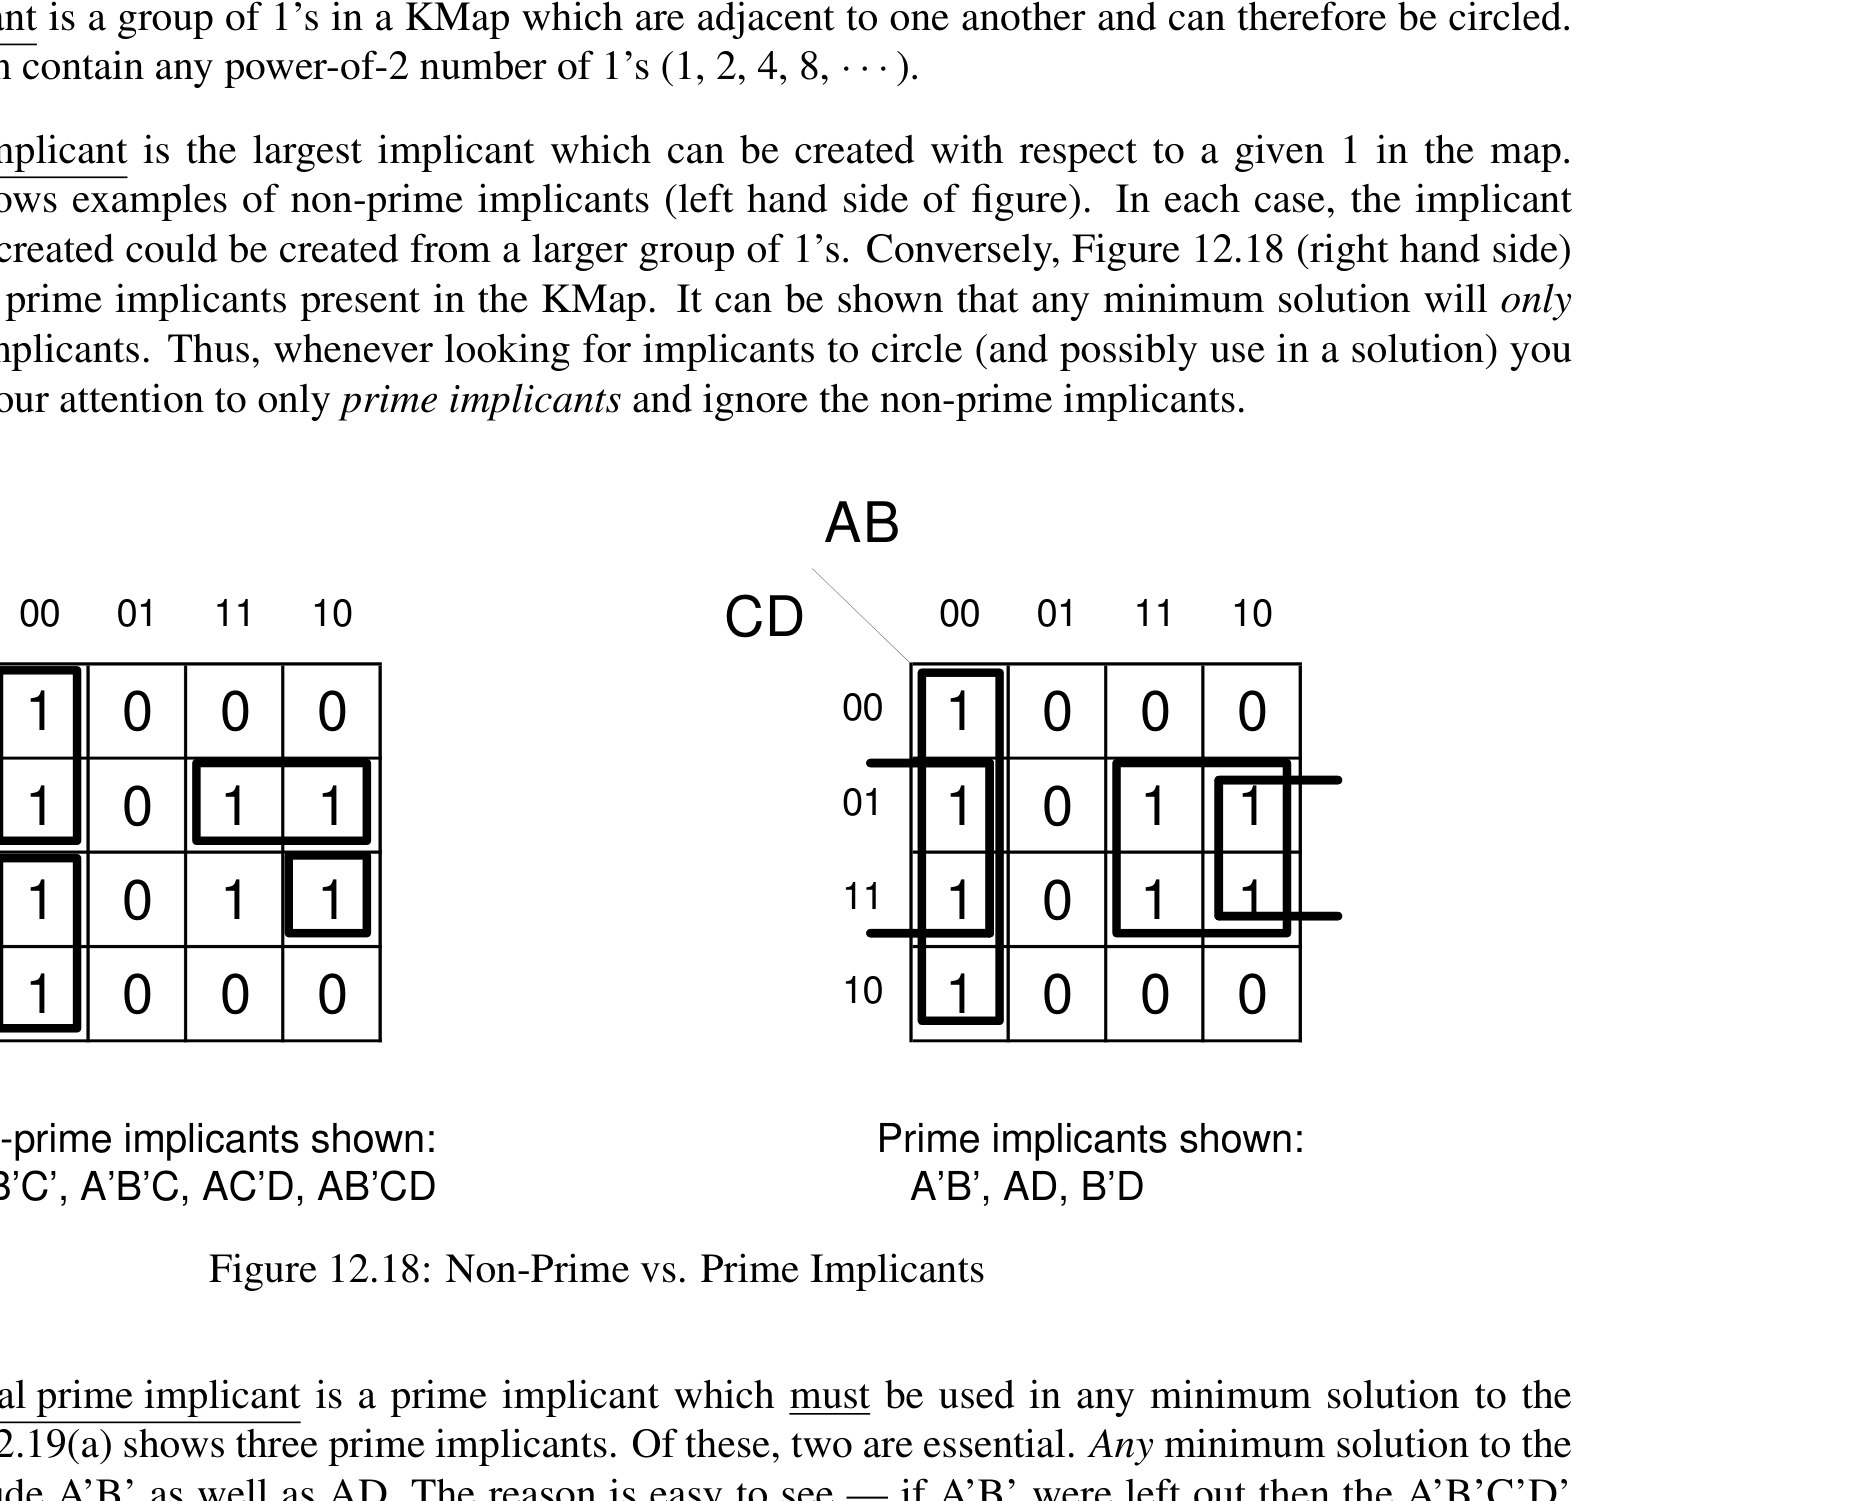 ant is a group of 1's in a KMap which are adjacent to one another and can therefore be circled.
n contain any power-of-2 number of 1's (1, 2, 4, 8, · · · ).
mplicant is the largest implicant which can be created with respect to a given 1 in the map.
ows examples of non-prime implicants (left hand side of figure). In each case, the implicant
created could be created from a larger group of 1's. Conversely, Figure 12.18 (right hand side)
prime implicants present in the KMap. It can be shown that any minimum solution will only
mplicants. Thus, whenever looking for implicants to circle (and possibly use in a solution) you
our attention to only prime implicants and ignore the non-prime implicants.
AB
CD
00 01 11 10
1 0 0 0
1 0 1 1
1 0 1 1
1 0 0 0
00 01 11 10
00 1 0 0 0
01 1 0 1 1
11 1 0 1 1
10 1 0 0 0
-prime implicants shown:
B'C', A'B'C, AC'D, AB'CD
Prime implicants shown:
A'B', AD, B'D
Figure 12.18: Non-Prime vs. Prime Implicants
al prime implicant is a prime implicant which must be used in any minimum solution to the
2.19(a) shows three prime implicants. Of these, two are essential. Any minimum solution to the
ude A'B' as well as AD. The reason is easy to see — if A'B' were left out then the A'B'C'D'